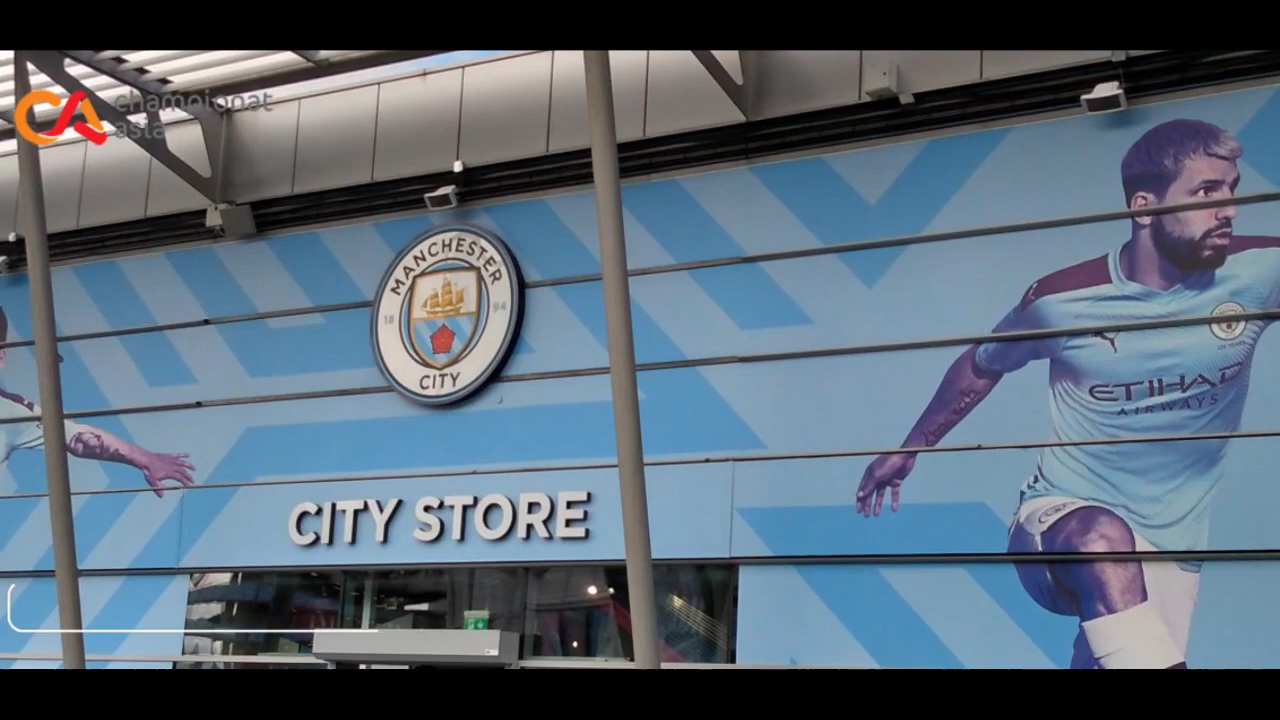 championat
asia
MANCHESTER
18 94
CITY
CITY STORE
ETIHAD
AIRWAYS